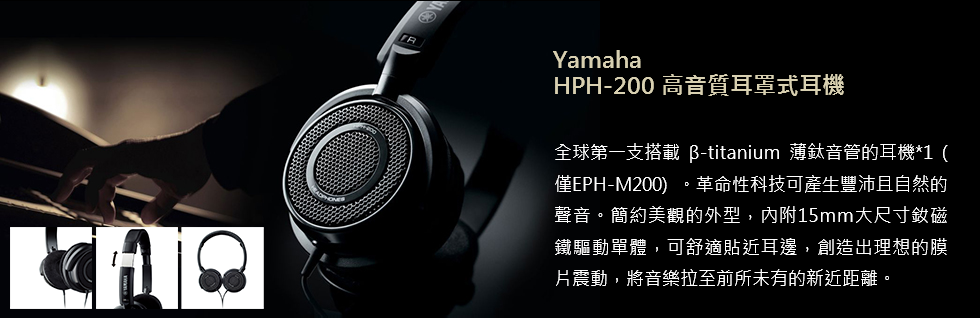 Yamaha
HPH-200 高音質耳罩式耳機
全球第一支搭載 β-titanium 薄鈦音管的耳機*1 (
僅EPH-M200) 。革命性科技可產生豐沛且自然的
聲音。簡約美觀的外型，內附15mm大尺寸釹磁
鐵驅動單體，可舒適貼近耳邊，創造出理想的膜
片震動，將音樂拉至前所未有的新近距離。
R
HPH-200
HEADPHONES
YAMAHA